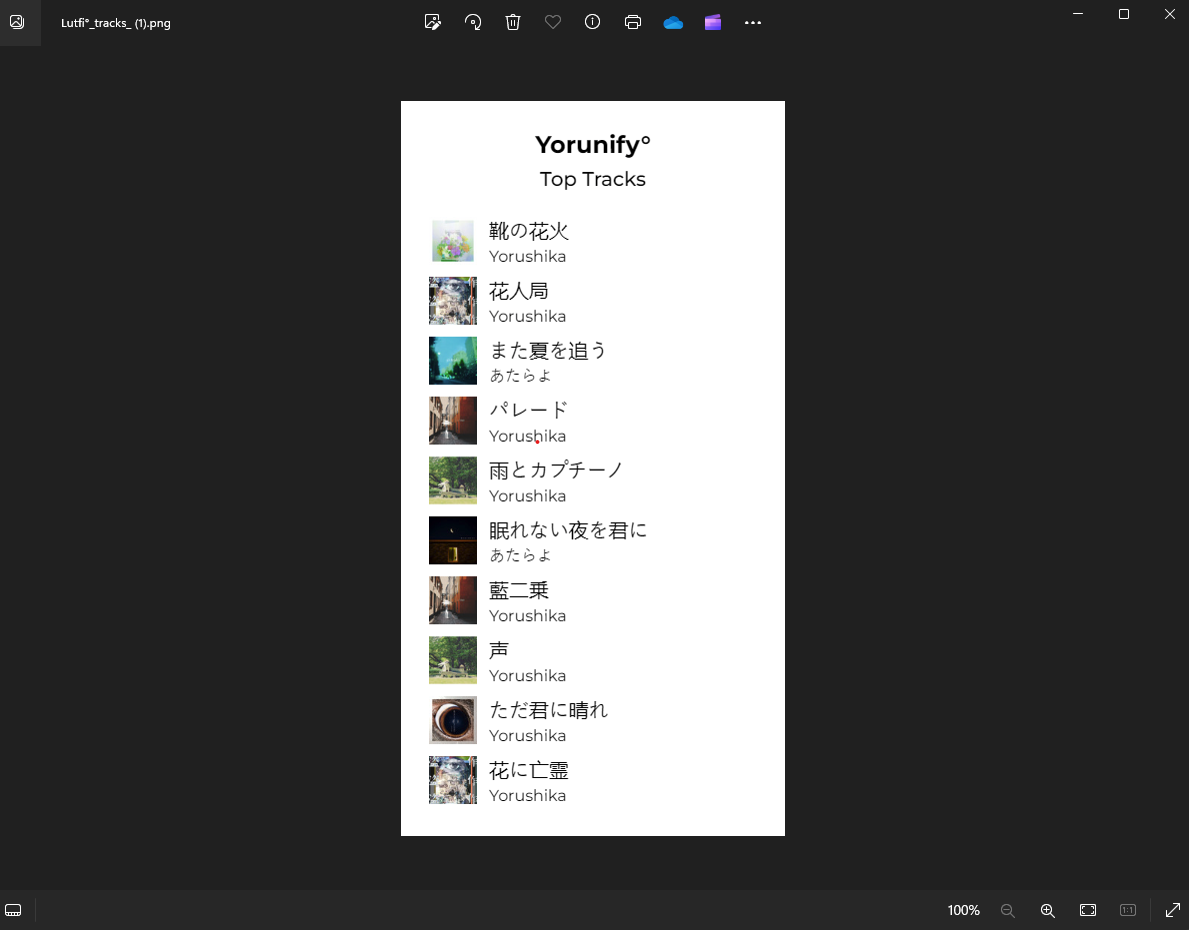 Lutfi°_tracks_ (1).png
Yorunify°
Top Tracks
靴の花火
Yorushika
花人局
Yorushika
また夏を追う
あたらよ
パレード
Yorushika
雨とカプチーノ
Yorushika
眠れない夜を君に
あたらよ
藍二乗
Yorushika
声
Yorushika
ただ君に晴れ
Yorushika
花に亡霊
Yorushika
100%
1:1